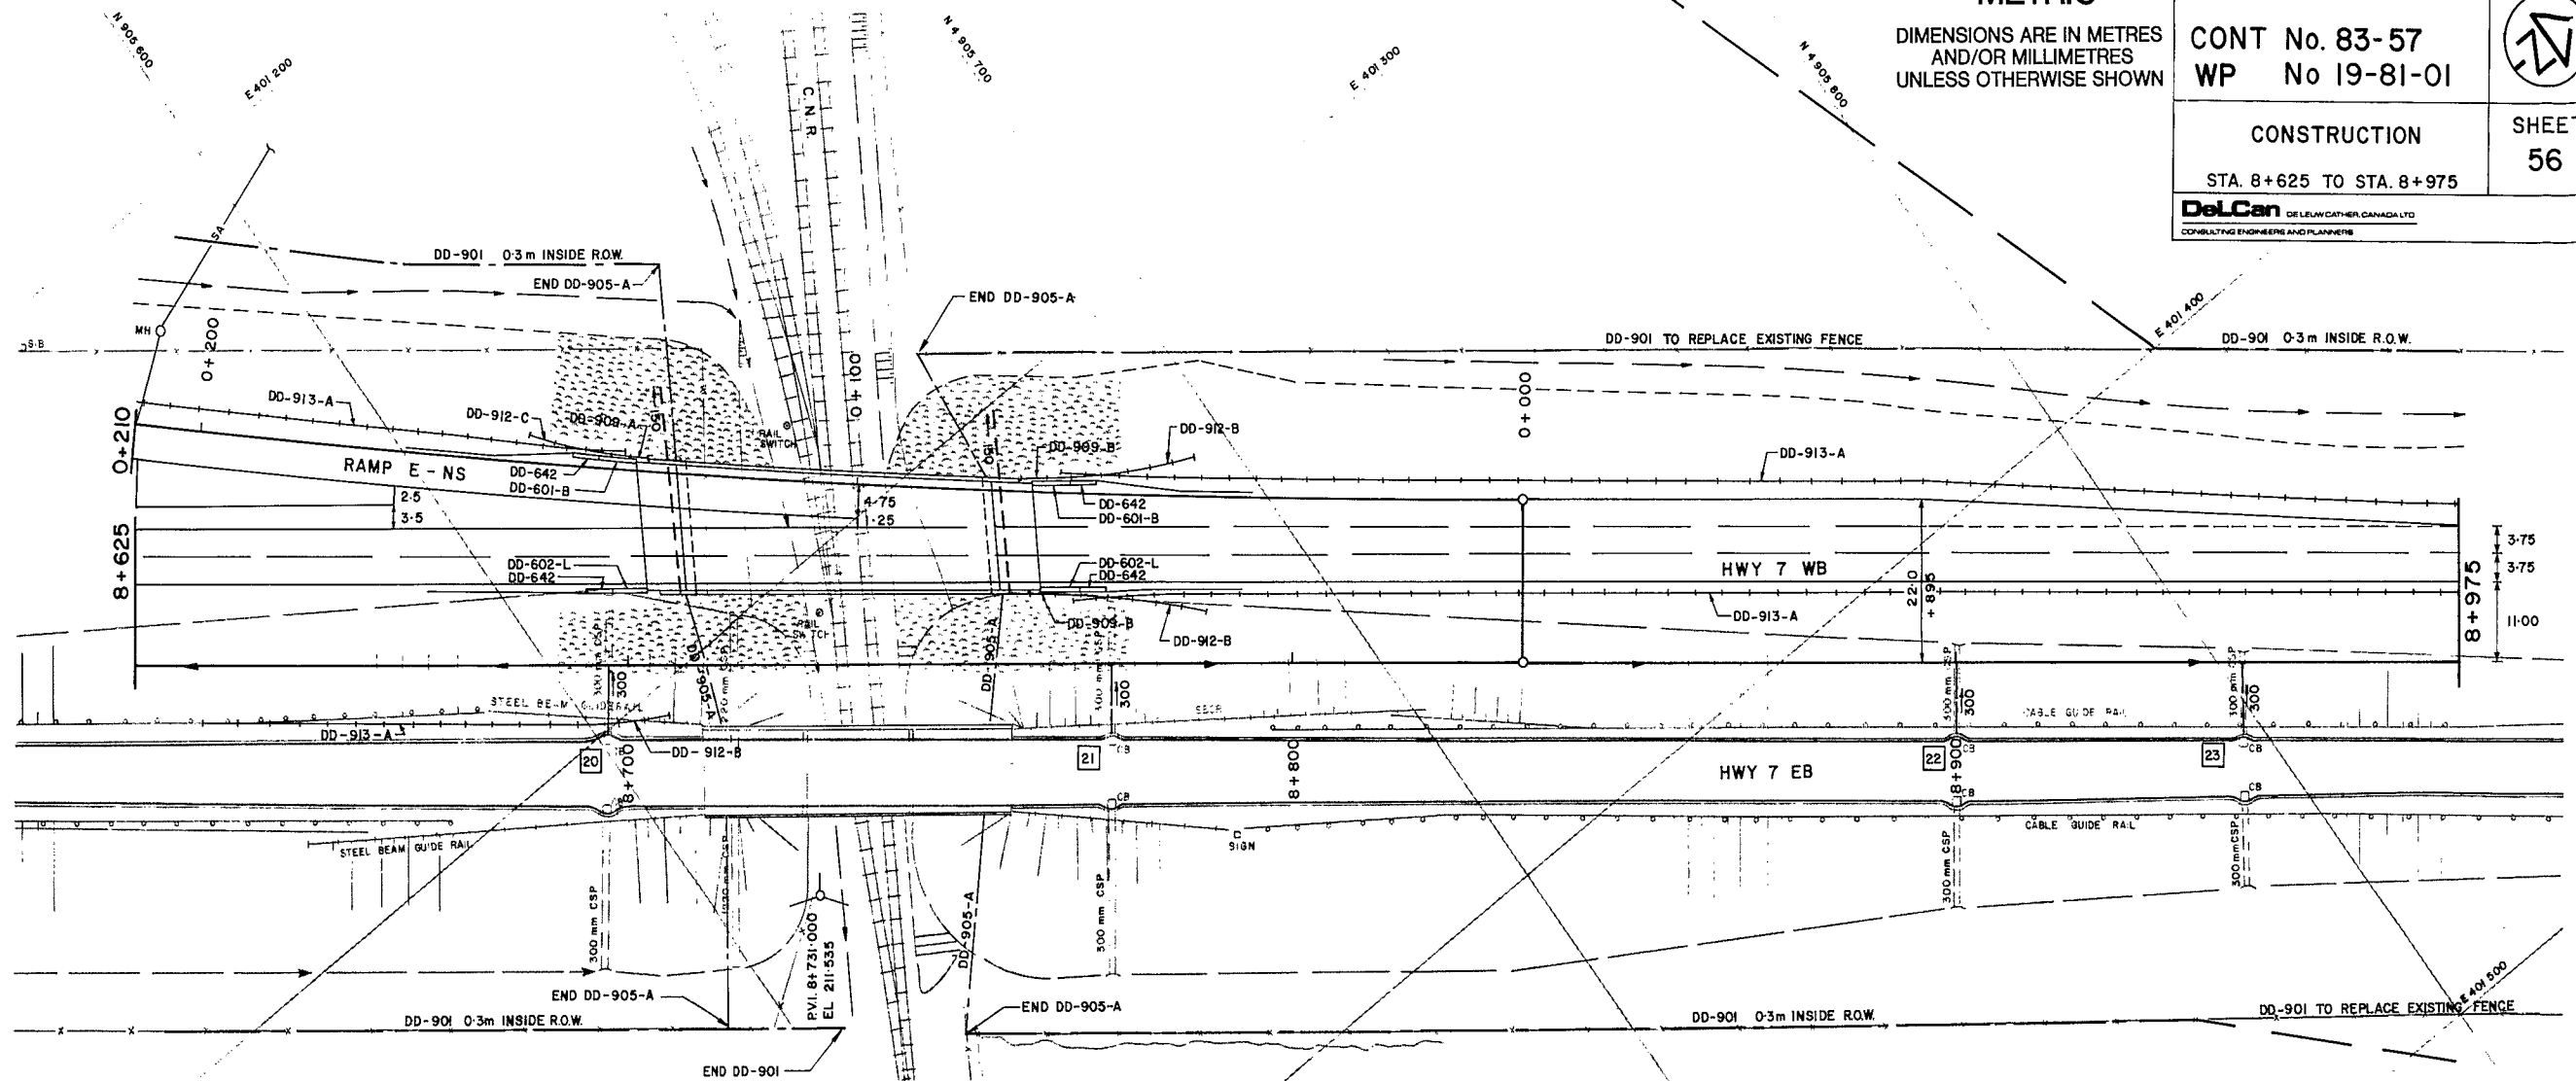 METRIC
DIMENSIONS ARE IN METRES
AND/OR MILLIMETRES
UNLESS OTHERWISE SHOWN
CONT No. 83-57
WP No 19-81-01
CONSTRUCTION
STA. 8+625 TO STA. 8+975
SHEET
56
DeLCan DE LEUW CATHER, CANADA LTD
CONSULTING ENGINEERS AND PLANNERS
N 905 600
E 401 200
N 4 905 700
E 401 300
N 4 905 800
E 401 400
C.N.R.
SA
DD-901 0·3m INSIDE R.O.W.
END DD-905-A
END DD-905-A
MH
S·B
0+200
0+100
DD-901 TO REPLACE EXISTING FENCE
DD-901 0·3m INSIDE R.O.W.
0+000
DD-913-A
DD-912-C
DD-909-A
150
RAIL
SWITCH
150
DD-909-B
DD-912-B
DD-913-A
0+210
RAMP E-NS
DD-642
DD-601-B
2.5
3.5
4·75
1·25
DD-642
DD-601-B
8+625
DD-602-L
DD-642
DD-602-L
DD-642
HWY 7 WB
22.0
+895
3·75
3·75
11·00
8+975
DD-913-A
RAIL
SWITCH
DD-909-B
DD-912-B
DD-905-A
DD-905-A
300 mm CSP
300
300 mm CSP
300
300 mm CSP
300
300 mm CSP
300
STEEL BEAM GUIDE RAIL
SBGR
CABLE GUIDE RAIL
DD-913-A
DD-912-B
20
8+700
21
CB
8+800
HWY 7 EB
22
CB
8+900
23
CB
CB
CB
CB
STEEL BEAM GUIDE RAIL
SIGN
CABLE GUIDE RAIL
300 mm CSP
300 mm CSP
300 mm CSP
300 mm CSP
P.V.I. 8+731·000
EL 211·535
DD-905-A
END DD-905-A
DD-901 0·3m INSIDE R.O.W.
END DD-905-A
DD-901 0·3m INSIDE R.O.W.
DD-901 TO REPLACE EXISTING FENCE
E 401 500
END DD-901